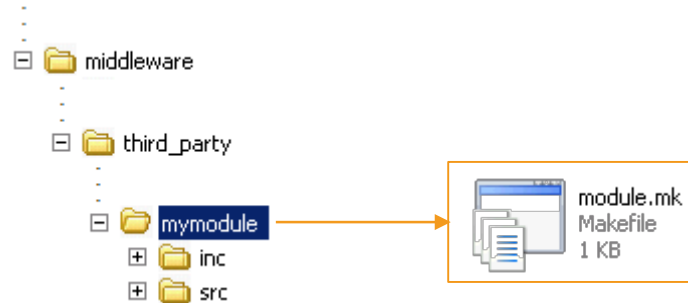 middleware
third_party
mymodule
inc
src
module.mk
Makefile
1 KB